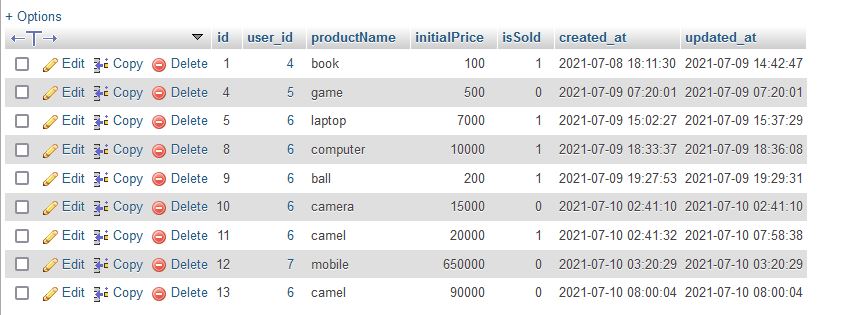 + Options
←T→ id user_id productName initialPrice isSold created_at updated_at
Edit Copy Delete 1 4 book 100 1 2021-07-08 18:11:30 2021-07-09 14:42:47
Edit Copy Delete 4 5 game 500 0 2021-07-09 07:20:01 2021-07-09 07:20:01
Edit Copy Delete 5 6 laptop 7000 1 2021-07-09 15:02:27 2021-07-09 15:37:29
Edit Copy Delete 8 6 computer 10000 1 2021-07-09 18:33:37 2021-07-09 18:36:08
Edit Copy Delete 9 6 ball 200 1 2021-07-09 19:27:53 2021-07-09 19:29:31
Edit Copy Delete 10 6 camera 15000 0 2021-07-10 02:41:10 2021-07-10 02:41:10
Edit Copy Delete 11 6 camel 20000 1 2021-07-10 02:41:32 2021-07-10 07:58:38
Edit Copy Delete 12 7 mobile 650000 0 2021-07-10 03:20:29 2021-07-10 03:20:29
Edit Copy Delete 13 6 camel 90000 0 2021-07-10 08:00:04 2021-07-10 08:00:04